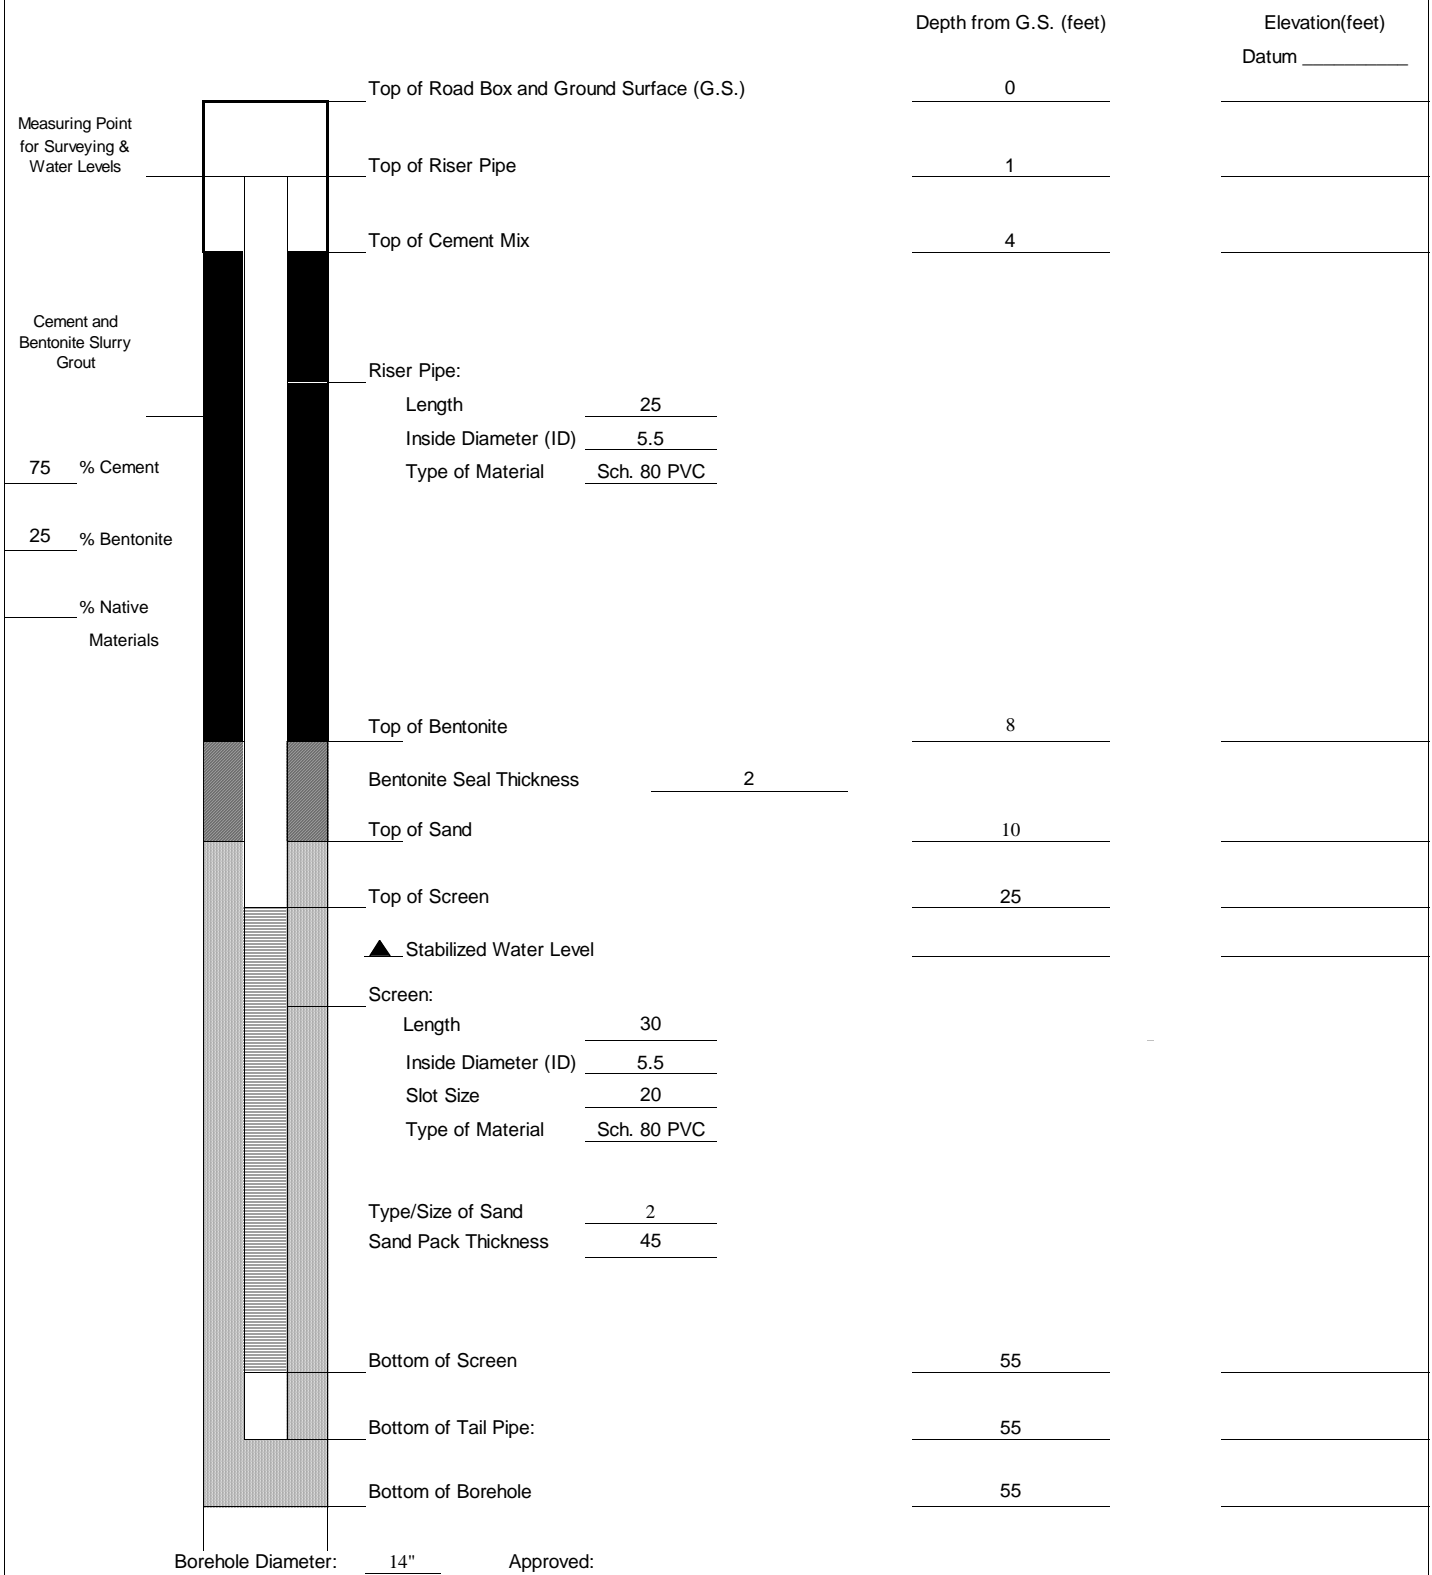 Depth from G.S. (feet) Elevation(feet)
Datum ___________
Top of Road Box and Ground Surface (G.S.) 0
Measuring Point
for Surveying &
Water Levels
Top of Riser Pipe 1
Top of Cement Mix 4
Cement and
Bentonite Slurry
Grout
Riser Pipe:
Length 25
Inside Diameter (ID) 5.5
75 % Cement
Type of Material Sch. 80 PVC
25 % Bentonite
% Native
Materials
Top of Bentonite 8
Bentonite Seal Thickness 2
Top of Sand 10
Top of Screen 25
Stabilized Water Level
Screen:
Length 30
Inside Diameter (ID) 5.5
Slot Size 20
Type of Material Sch. 80 PVC
Type/Size of Sand 2
Sand Pack Thickness 45
Bottom of Screen 55
Bottom of Tail Pipe: 55
Bottom of Borehole 55
Borehole Diameter: 14" Approved: